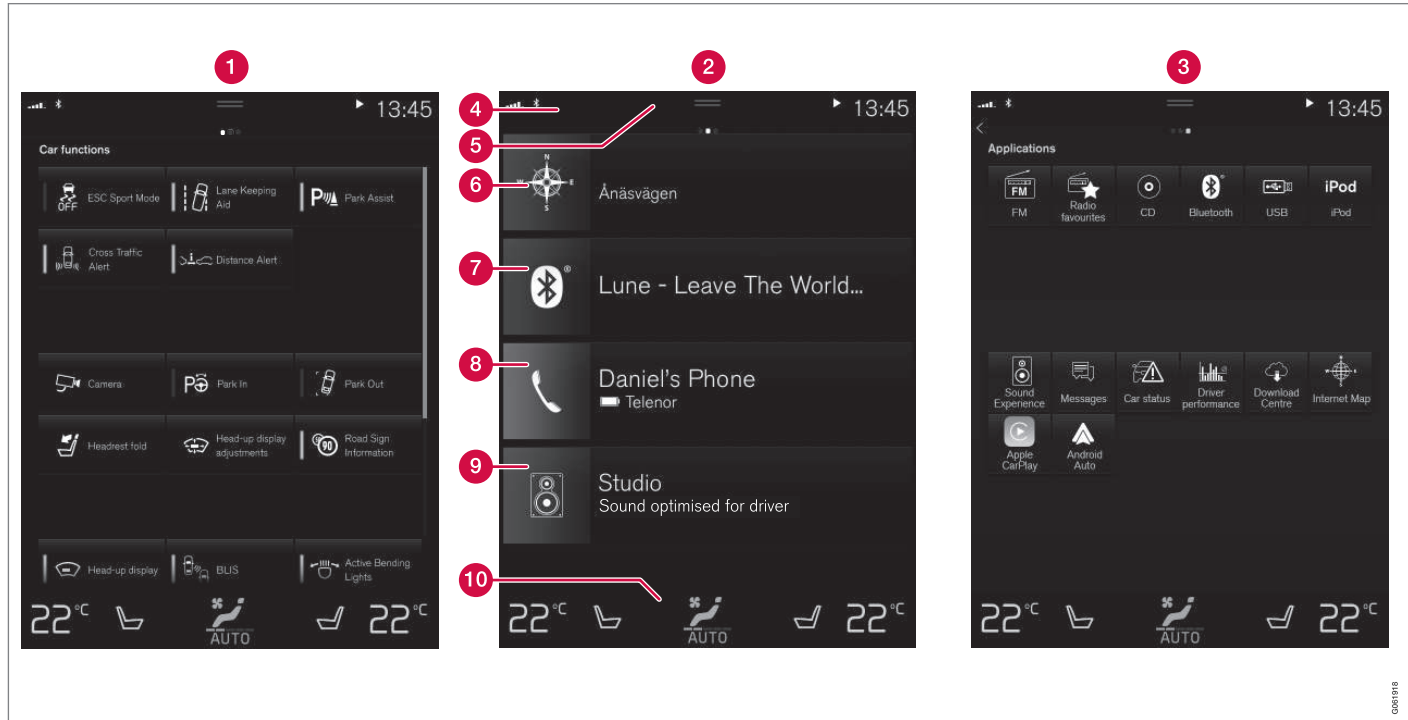 1
2
3
13:45
Car functions
ESC Sport Mode
OFF
Lane Keeping
Aid
P
Park Assist
Cross Traffic
Alert
Distance Alert
Camera
P
Park In
Park Out
Headrest fold
Head-up display
adjustments
90
Road Sign
Information
Head-up display
BLIS
Active Bending
Lights
22°C
AUTO
22°C
4
13:45
5
6
N
W
E
S
Ånäsvägen
7
®
Lune - Leave The World...
8
Daniel's Phone
Telenor
9
Studio
Sound optimised for driver
10
22°C
AUTO
22°C
13:45
Applications
FM
FM
Radio
favourites
CD
Bluetooth
USB
iPod
iPod
Sound
Experience
Messages
Car status
Driver
performance
Download
Centre
Internet Map
Apple
CarPlay
Android
Auto
22°C
AUTO
22°C
G061918